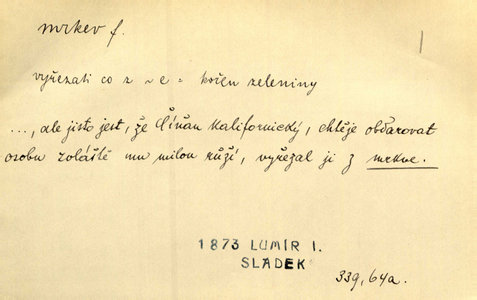 mrkev f.
1
vyřezati co z ~e = kořen zeleniny
..., ale jisto jest, že Číňan kalifornický, chtěje obdarovat
osobu zvláště mu milou růží, vyřezal ji z mrkve.
1873 LUMÍR I.
SLÁDEK
339, 64a.